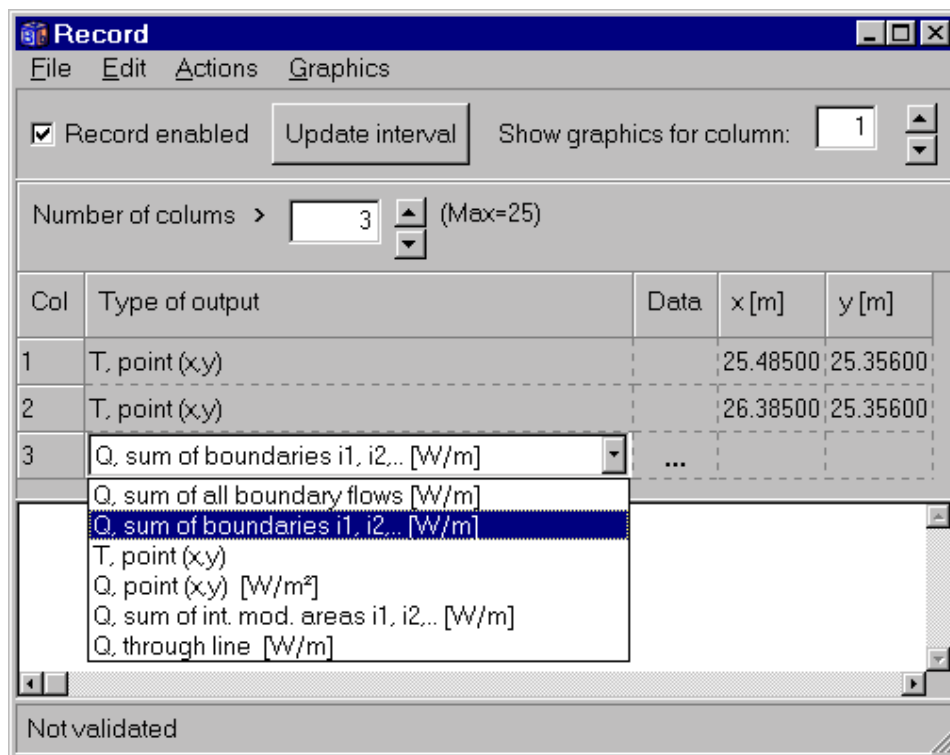 Record
File Edit Actions Graphics
Record enabled Update interval Show graphics for column: 1
Number of colums > 3 (Max=25)
Col Type of output Data x [m] y [m]
1 T, point (x,y) 25.48500 25.35600
2 T, point (x,y) 26.38500 25.35600
3 Q, sum of boundaries i1, i2,.. [W/m] ...
Q, sum of all boundary flows [W/m]
Q, sum of boundaries i1, i2,.. [W/m]
T, point (x,y)
Q, point (x,y) [W/m²]
Q, sum of int. mod. areas i1, i2,.. [W/m]
Q, through line [W/m]
Not validated